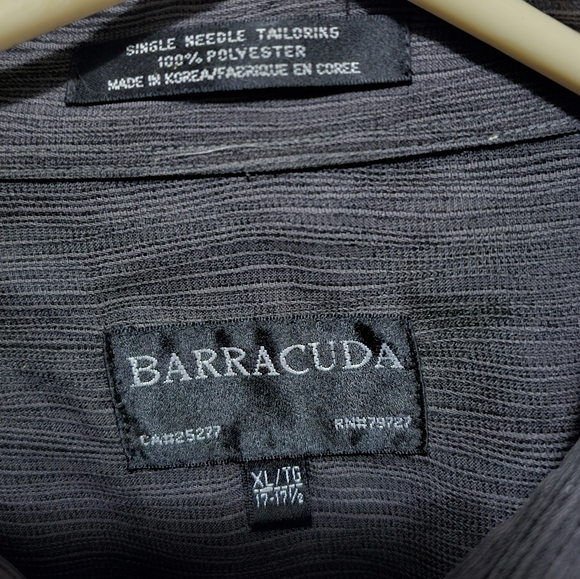 SINGLE NEEDLE TAILORING
100% POLYESTER
MADE IN KOREA/FABRIQUE EN COREE
BARRACUDA
CA#25277 RN#79727
XL/TG
17-17½